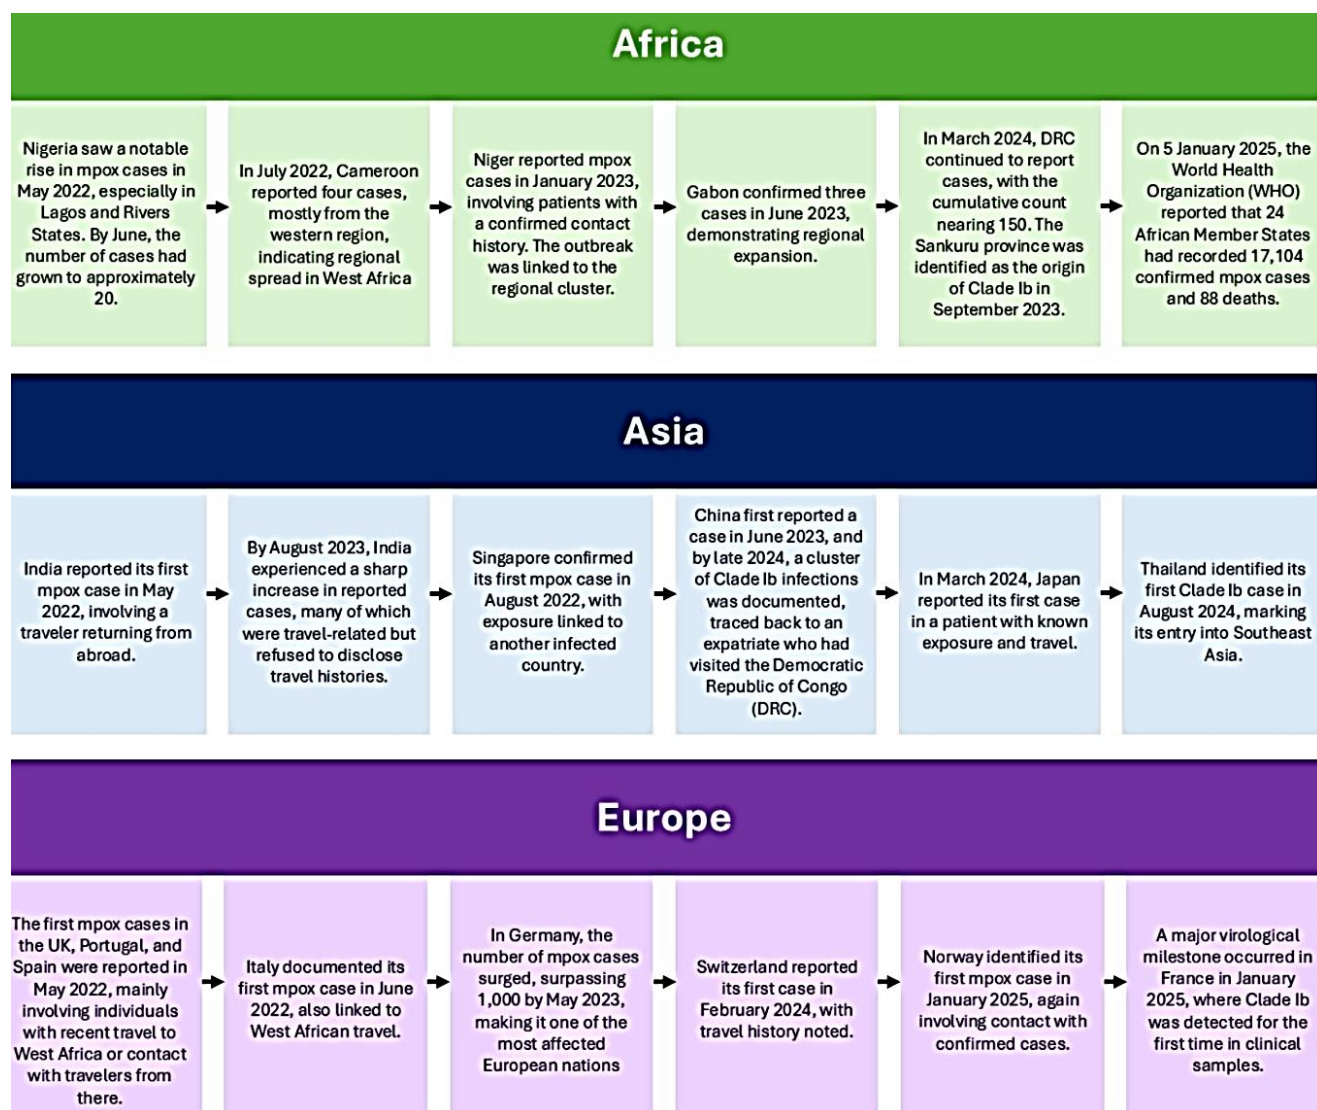 Africa
Nigeria saw a notable
rise in mpox cases in
May 2022, especially in
Lagos and Rivers
States. By June, the
number of cases had
grown to approximately
20.
In July 2022, Cameroon
reported four cases,
mostly from the
western region,
indicating regional
spread in West Africa
Niger reported mpox
cases in January 2023,
involving patients with
a confirmed contact
history. The outbreak
was linked to the
regional cluster.
Gabon confirmed three
cases in June 2023,
demonstrating regional
expansion.
In March 2024, DRC
continued to report
cases, with the
cumulative count
nearing 150. The
Sankuru province was
identified as the origin
of Clade Ib in
September 2023.
On 5 January 2025, the
World Health
Organization (WHO)
reported that 24
African Member States
had recorded 17,104
confirmed mpox cases
and 88 deaths.
Asia
India reported its first
mpox case in May
2022, involving a
traveler returning from
abroad.
By August 2023, India
experienced a sharp
increase in reported
cases, many of which
were travel-related but
refused to disclose
travel histories.
Singapore confirmed
its first mpox case in
August 2022, with
exposure linked to
another infected
country.
China first reported a
case in June 2023, and
by late 2024, a cluster
of Clade Ib infections
was documented,
traced back to an
expatriate who had
visited the Democratic
Republic of Congo
(DRC).
In March 2024, Japan
reported its first case
in a patient with known
exposure and travel.
Thailand identified its
first Clade Ib case in
August 2024, marking
its entry into Southeast
Asia.
Europe
The first mpox cases in
the UK, Portugal, and
Spain were reported in
May 2022, mainly
involving individuals
with recent travel to
West Africa or contact
with travelers from
there.
Italy documented its
first mpox case in June
2022, also linked to
West African travel.
In Germany, the
number of mpox cases
surged, surpassing
1,000 by May 2023,
making it one of the
most affected
European nations
Switzerland reported
its first case in
February 2024, with
travel history noted.
Norway identified its
first mpox case in
January 2025, again
involving contact with
confirmed cases.
A major virological
milestone occurred in
France in January
2025, where Clade Ib
was detected for the
first time in clinical
samples.